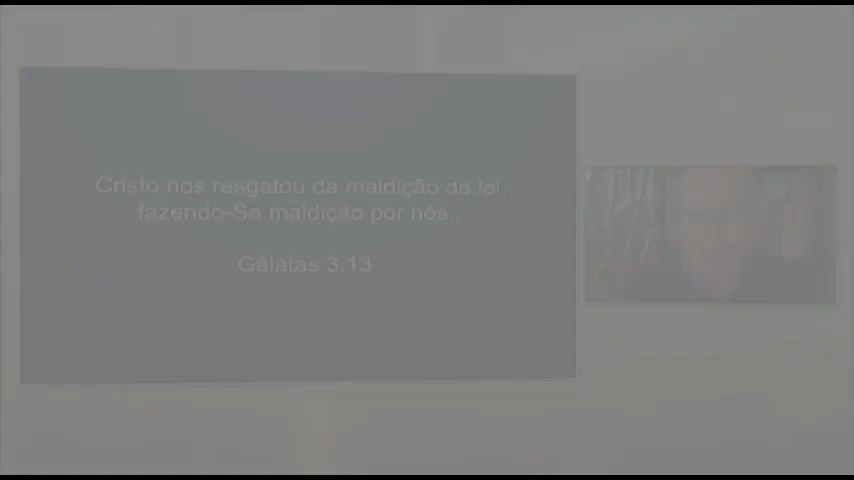 Cristo nos resgatou da maldição da lei,
fazendo-Se maldição por nós...
Gálatas 3.13